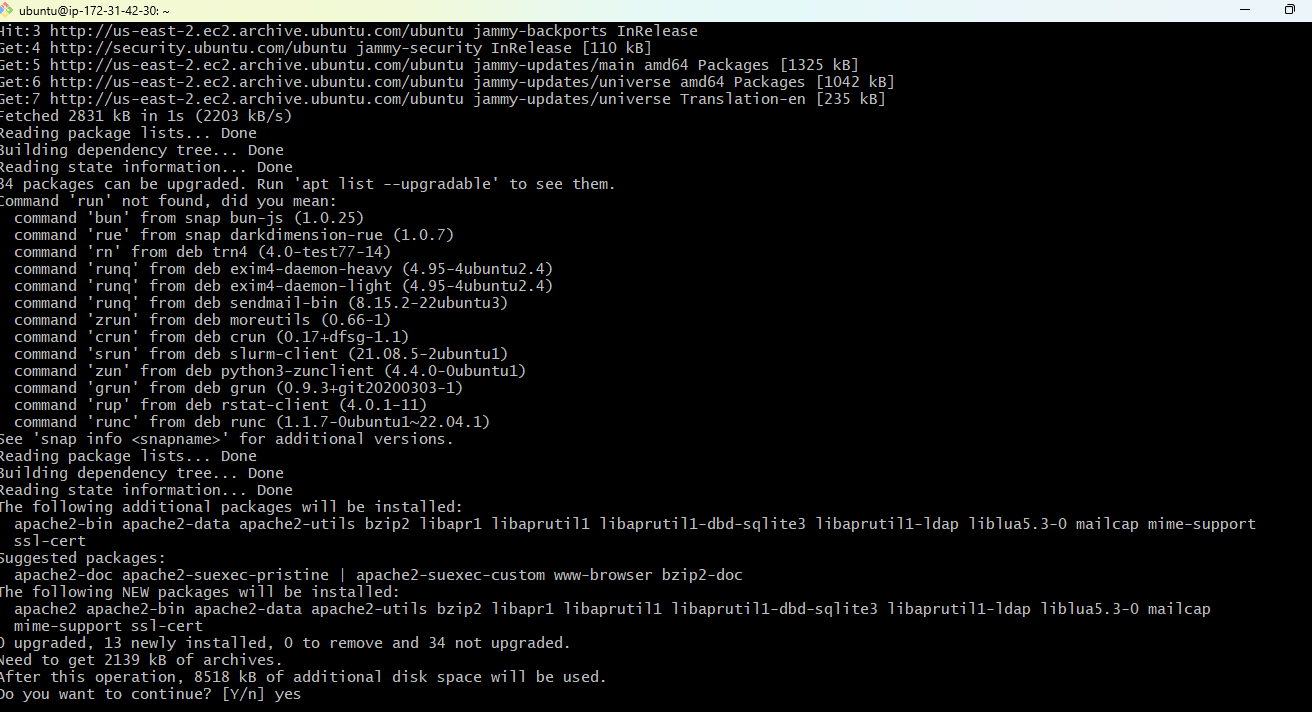 ubuntu@ip-172-31-42-30: ~
Hit:3 http://us-east-2.ec2.archive.ubuntu.com/ubuntu jammy-backports InRelease
Get:4 http://security.ubuntu.com/ubuntu jammy-security InRelease [110 kB]
Get:5 http://us-east-2.ec2.archive.ubuntu.com/ubuntu jammy-updates/main amd64 Packages [1325 kB]
Get:6 http://us-east-2.ec2.archive.ubuntu.com/ubuntu jammy-updates/universe amd64 Packages [1042 kB]
Get:7 http://us-east-2.ec2.archive.ubuntu.com/ubuntu jammy-updates/universe Translation-en [235 kB]
Fetched 2831 kB in 1s (2203 kB/s)
Reading package lists... Done
Building dependency tree... Done
Reading state information... Done
34 packages can be upgraded. Run 'apt list --upgradable' to see them.
Command 'run' not found, did you mean:
  command 'bun' from snap bun-js (1.0.25)
  command 'rue' from snap darkdimension-rue (1.0.7)
  command 'rn' from deb trn4 (4.0-test77-14)
  command 'runq' from deb exim4-daemon-heavy (4.95-4ubuntu2.4)
  command 'runq' from deb exim4-daemon-light (4.95-4ubuntu2.4)
  command 'runq' from deb sendmail-bin (8.15.2-22ubuntu3)
  command 'zrun' from deb moreutils (0.66-1)
  command 'crun' from deb crun (0.17+dfsg-1.1)
  command 'srun' from deb slurm-client (21.08.5-2ubuntu1)
  command 'zun' from deb python3-zunclient (4.4.0-0ubuntu1)
  command 'grun' from deb grun (0.9.3+git20200303-1)
  command 'rup' from deb rstat-client (4.0.1-11)
  command 'runc' from deb runc (1.1.7-0ubuntu1~22.04.1)
See 'snap info <snapname>' for additional versions.
Reading package lists... Done
Building dependency tree... Done
Reading state information... Done
The following additional packages will be installed:
  apache2-bin apache2-data apache2-utils bzip2 libapr1 libaprutil1 libaprutil1-dbd-sqlite3 libaprutil1-ldap liblua5.3-0 mailcap mime-support
  ssl-cert
Suggested packages:
  apache2-doc apache2-suexec-pristine | apache2-suexec-custom www-browser bzip2-doc
The following NEW packages will be installed:
  apache2 apache2-bin apache2-data apache2-utils bzip2 libapr1 libaprutil1 libaprutil1-dbd-sqlite3 libaprutil1-ldap liblua5.3-0 mailcap
  mime-support ssl-cert
0 upgraded, 13 newly installed, 0 to remove and 34 not upgraded.
Need to get 2139 kB of archives.
After this operation, 8518 kB of additional disk space will be used.
Do you want to continue? [Y/n] yes